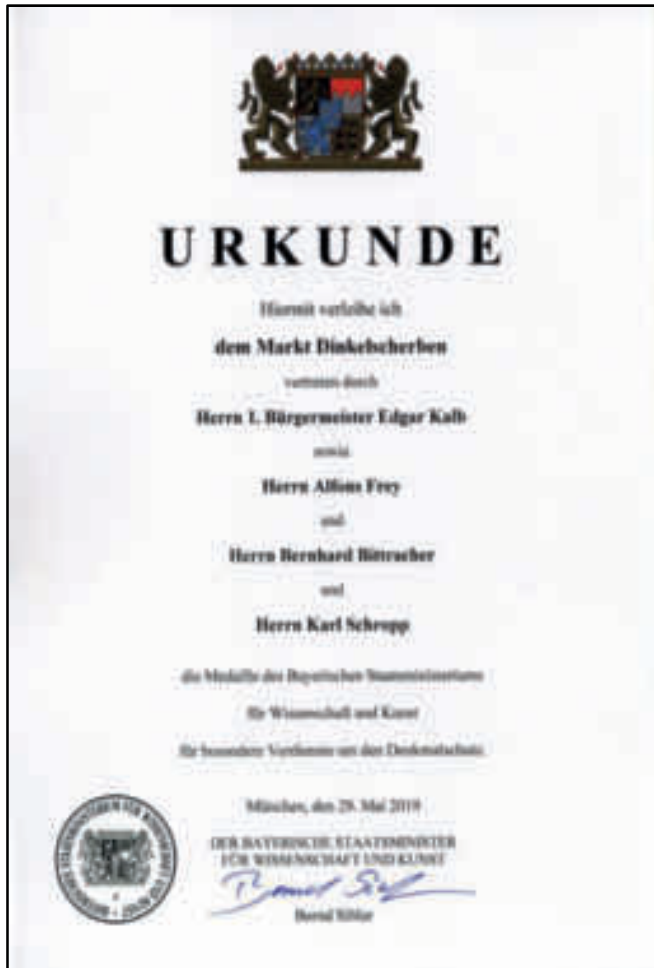 URKUNDE
Hiermit verleihe ich
dem Markt Dinkelscherben
vertreten durch
Herrn 1. Bürgermeister Edgar Kalb
sowie
Herrn Alfons Frey
und
Herrn Bernhard Bittracher
und
Herrn Karl Schropp
die Medaille des Bayerischen Staatsministeriums
für Wissenschaft und Kunst
für besondere Verdienste um den Denkmalschutz
München, den 29. Mai 2019
DER BAYERISCHE STAATSMINISTER
FÜR WISSENSCHAFT UND KUNST
Bernd Sibler